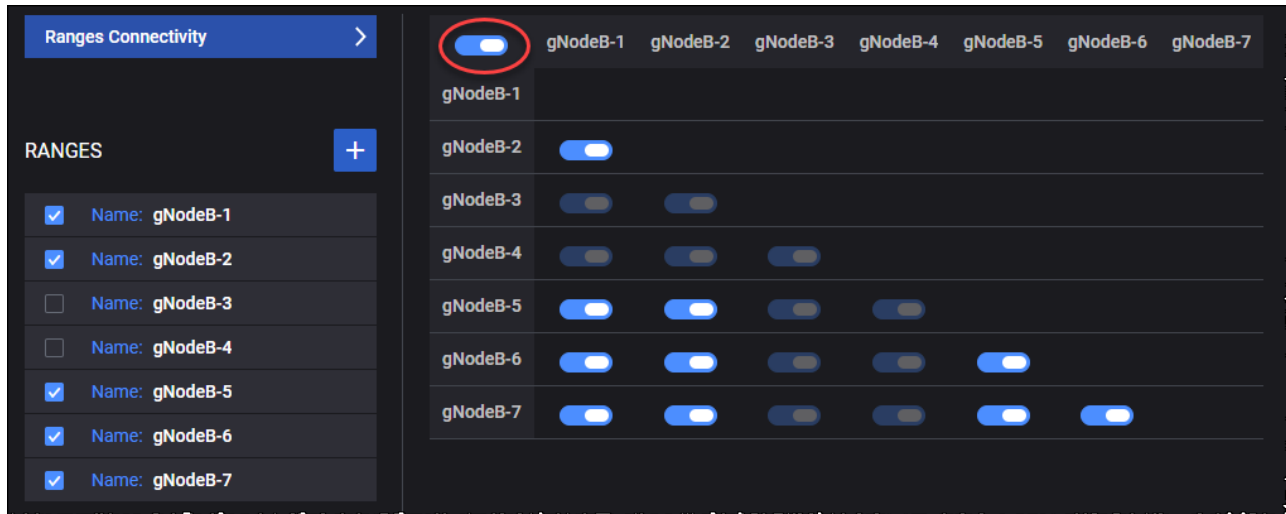 Ranges Connectivity
RANGES
+
Name: gNodeB-1
Name: gNodeB-2
Name: gNodeB-3
Name: gNodeB-4
Name: gNodeB-5
Name: gNodeB-6
Name: gNodeB-7
gNodeB-1 gNodeB-2 gNodeB-3 gNodeB-4 gNodeB-5 gNodeB-6 gNodeB-7
gNodeB-1
gNodeB-2
gNodeB-3
gNodeB-4
gNodeB-5
gNodeB-6
gNodeB-7